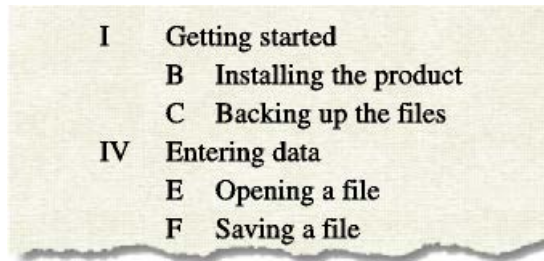 I Getting started
B Installing the product
C Backing up the files
IV Entering data
E Opening a file
F Saving a file